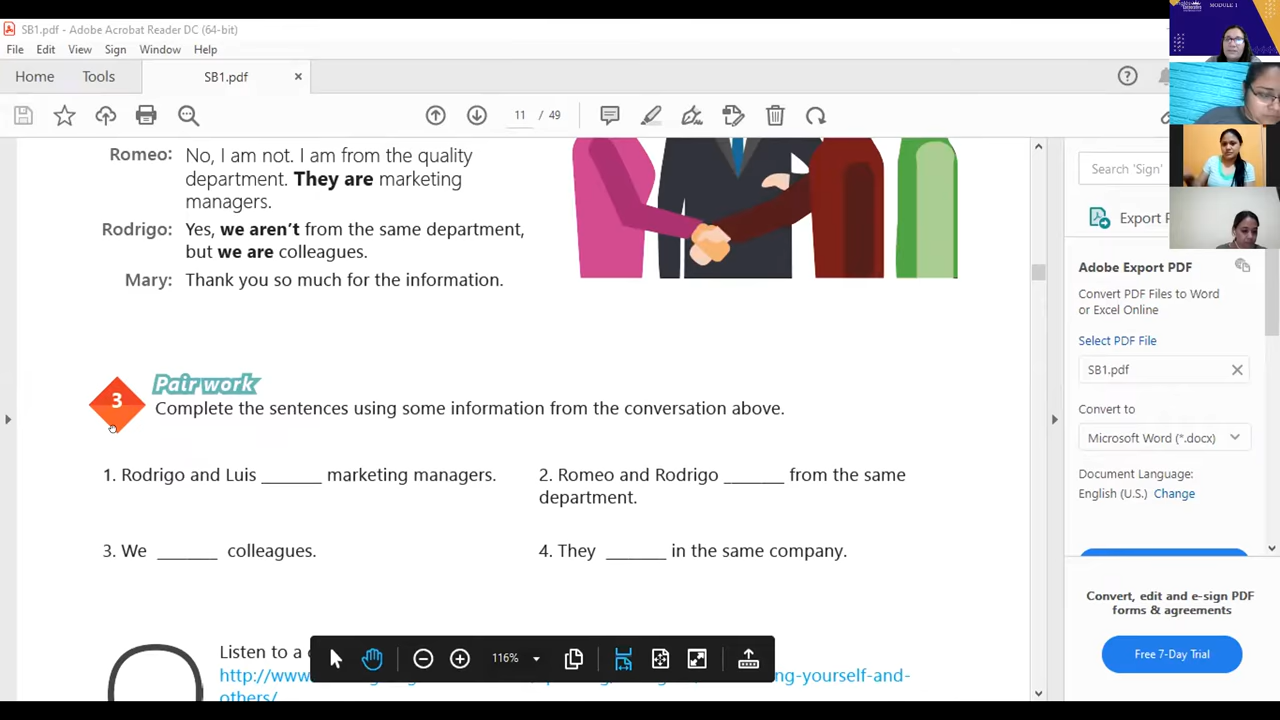 SB1.pdf - Adobe Acrobat Reader DC (64-bit)
File Edit View Sign Window Help
Home Tools SB1.pdf ×
11 / 49
Romeo: No, I am not. I am from the quality
department. They are marketing
managers.
Rodrigo: Yes, we aren't from the same department,
but we are colleagues.
Mary: Thank you so much for the information.
3 Pair work
Complete the sentences using some information from the conversation above.
1. Rodrigo and Luis _______ marketing managers.
2. Romeo and Rodrigo _______ from the same
department.
3. We _______ colleagues.
4. They _______ in the same company.
Listen to a
http://www
ng-yourself-and-
others/
116%
MODULE 1
Search 'Sign'
Export P
Adobe Export PDF
Convert PDF Files to Word
or Excel Online
Select PDF File
SB1.pdf
Convert to
Microsoft Word (*.docx)
Document Language:
English (U.S.) Change
Convert, edit and e-sign PDF
forms & agreements
Free 7-Day Trial